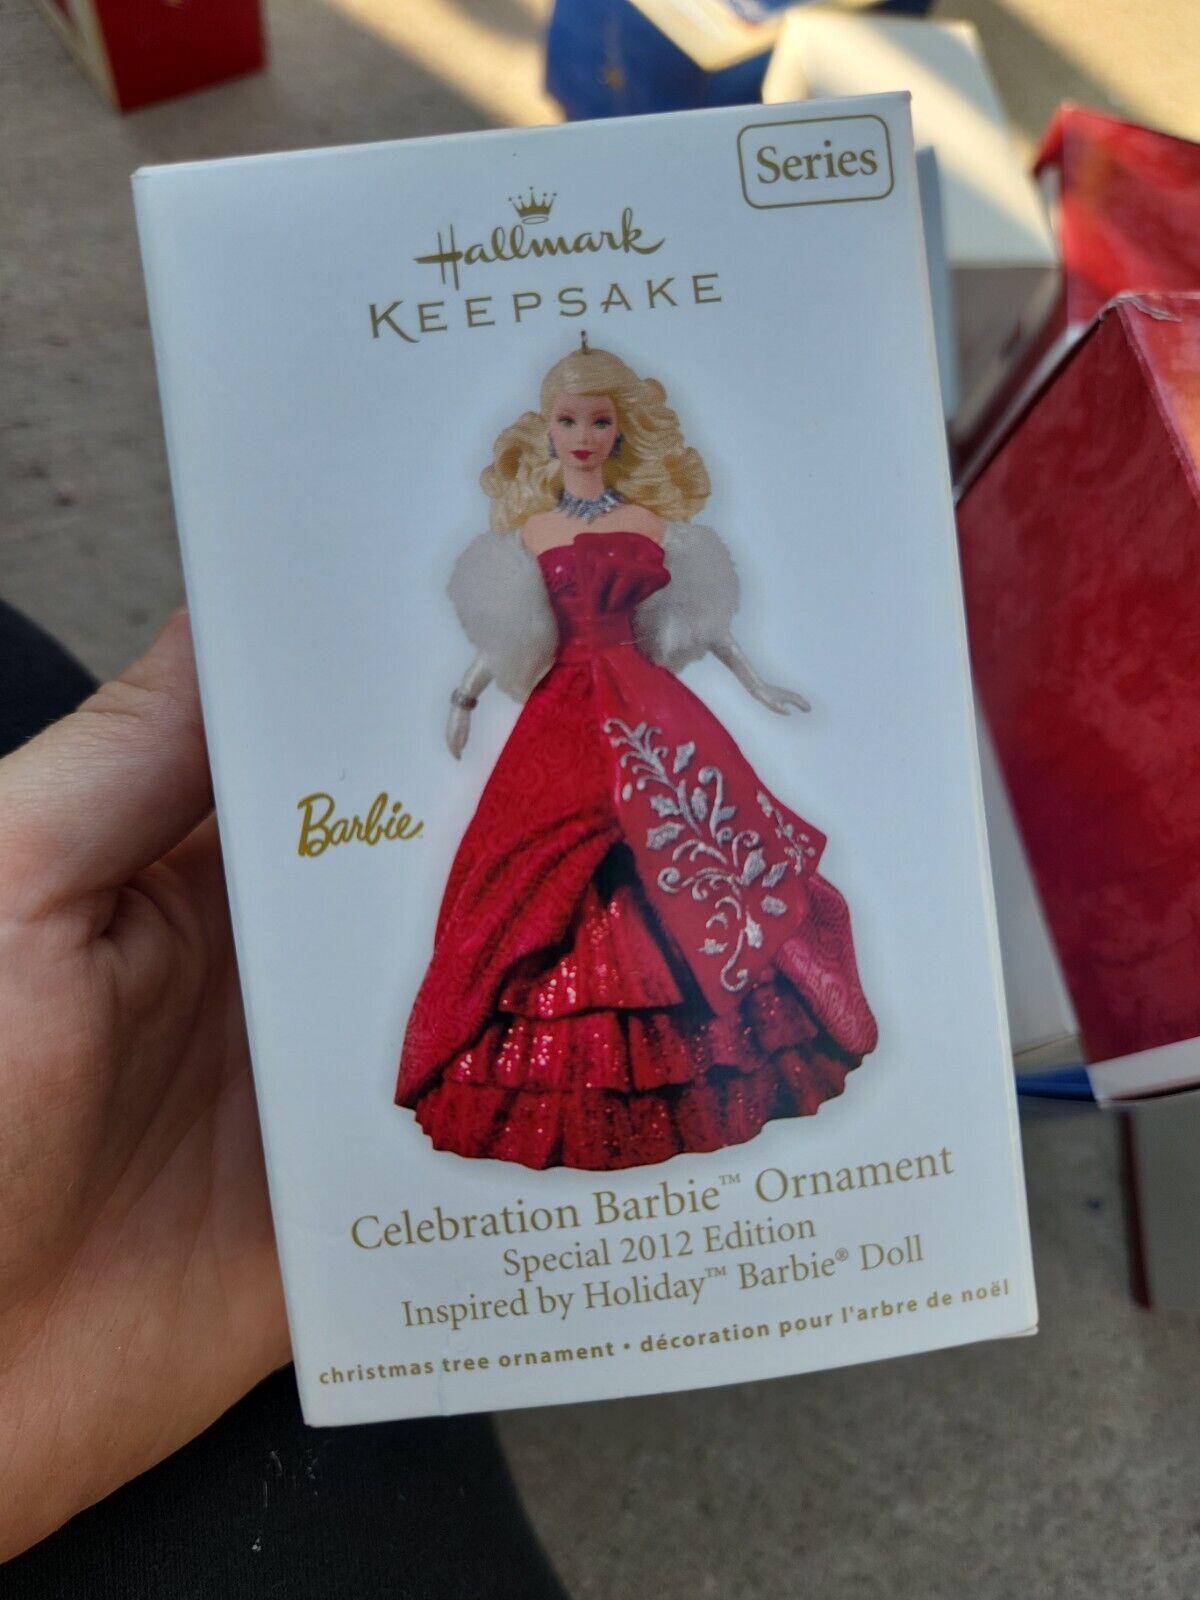 Series
Hallmark
KEEPSAKE
Barbie™
Celebration Barbie™ Ornament
Special 2012 Edition
Inspired by Holiday™ Barbie® Doll
christmas tree ornament • décoration pour l'arbre de noël